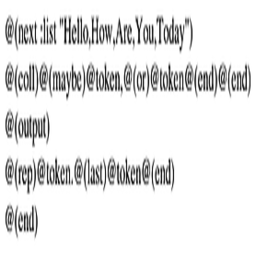 @(next :list "Hello,How,Are,You,Today")
@(coll)@(maybe)@token,@(or)@token@(end)@(end)
@(output)
@(rep)@token.@(last)@token@(end)
@(end)